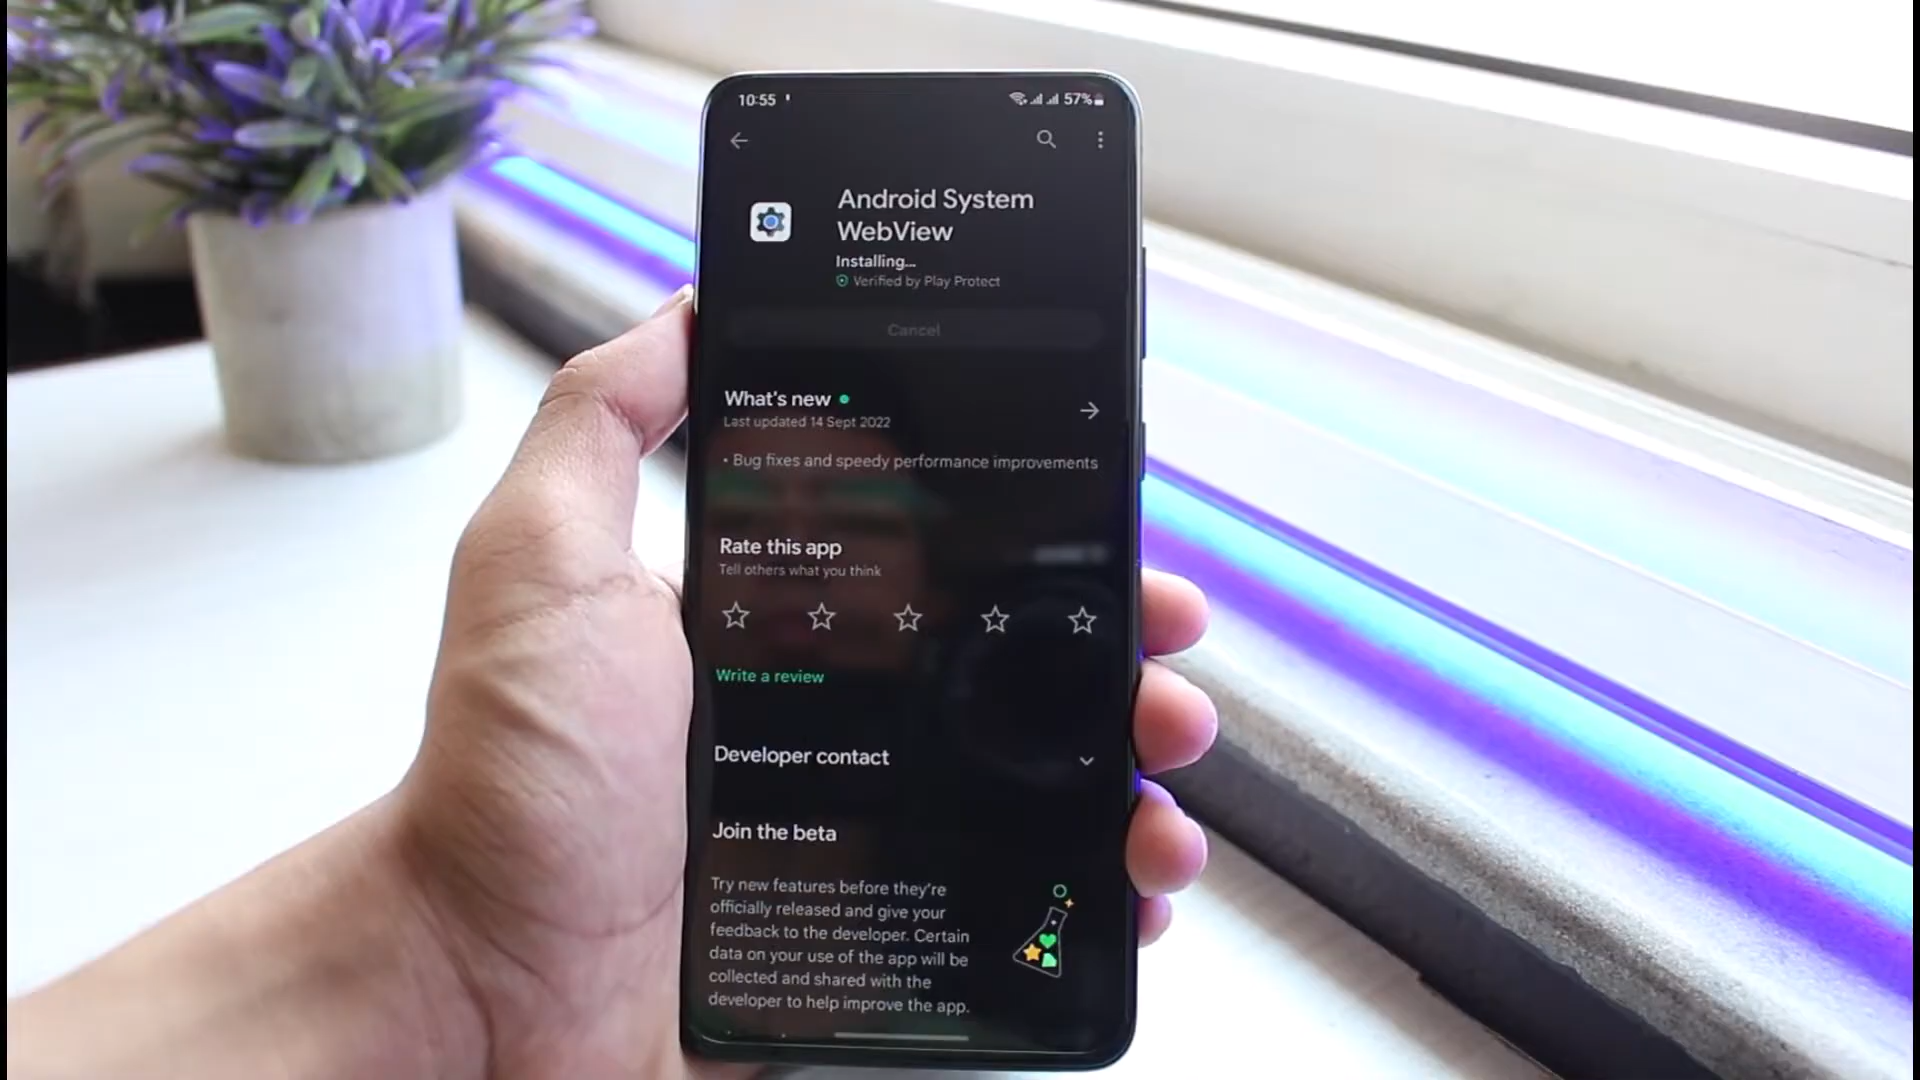 10:55
57%
Android System
WebView
Installing...
Verified by Play Protect
Cancel
What's new
Last updated 14 Sept 2022
• Bug fixes and speedy performance improvements
Rate this app
Tell others what you think
Write a review
Developer contact
Join the beta
Try new features before they're
officially released and give your
feedback to the developer. Certain
data on your use of the app will be
collected and shared with the
developer to help improve the app.